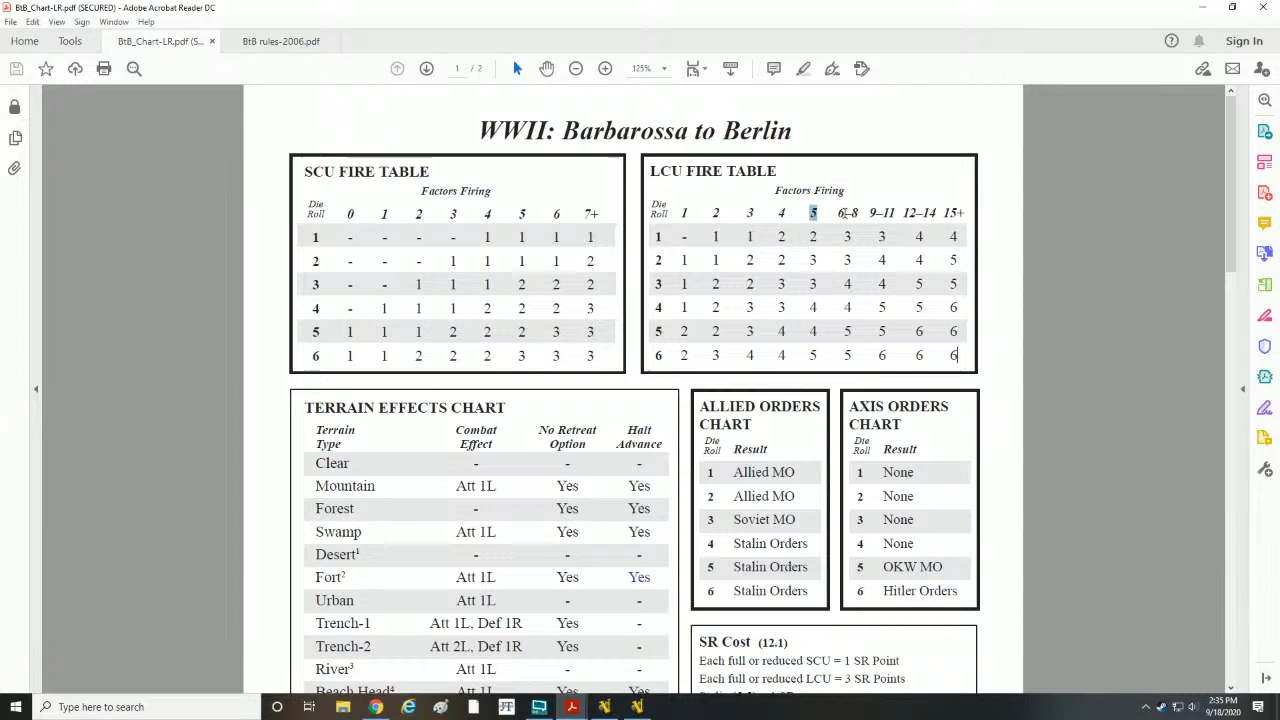 BtB_Chart-LR.pdf (SECURED) - Adobe Acrobat Reader DC
File Edit View Sign Window Help
Home Tools BtB_Chart-LR.pdf (S... × BtB rules-2006.pdf Sign In
1 / 2 125%
WWII: Barbarossa to Berlin
SCU FIRE TABLE
Factors Firing
Die Roll 0 1 2 3 4 5 6 7+
1 - - - - 1 1 1 1
2 - - - 1 1 1 1 2
3 - - 1 1 1 2 2 2
4 - 1 1 1 2 2 2 3
5 1 1 1 2 2 2 3 3
6 1 1 2 2 2 3 3 3
LCU FIRE TABLE
Factors Firing
Die Roll 1 2 3 4 5 6–8 9–11 12–14 15+
1 - 1 1 2 2 3 3 4 4
2 1 1 2 2 3 3 4 4 5
3 1 2 2 3 3 4 4 5 5
4 1 2 3 3 4 4 5 5 6
5 2 2 3 4 4 5 5 6 6
6 2 3 4 4 5 5 6 6 6
TERRAIN EFFECTS CHART
Terrain Type Combat Effect No Retreat Option Halt Advance
Clear - - -
Mountain Att 1L Yes Yes
Forest - Yes Yes
Swamp Att 1L Yes Yes
Desert¹ - - -
Fort² Att 1L Yes Yes
Urban Att 1L - -
Trench-1 Att 1L, Def 1R Yes -
Trench-2 Att 2L, Def 1R Yes -
River³ Att 1L - -
Beach Head⁴ Att 1L Yes Yes
ALLIED ORDERS
CHART
Die Roll Result
1 Allied MO
2 Allied MO
3 Soviet MO
4 Stalin Orders
5 Stalin Orders
6 Stalin Orders
AXIS ORDERS
CHART
Die Roll Result
1 None
2 None
3 None
4 None
5 OKW MO
6 Hitler Orders
SR Cost (12.1)
Each full or reduced SCU = 1 SR Point
Each full or reduced LCU = 3 SR Points
Type here to search
2:35 PM
9/18/2020